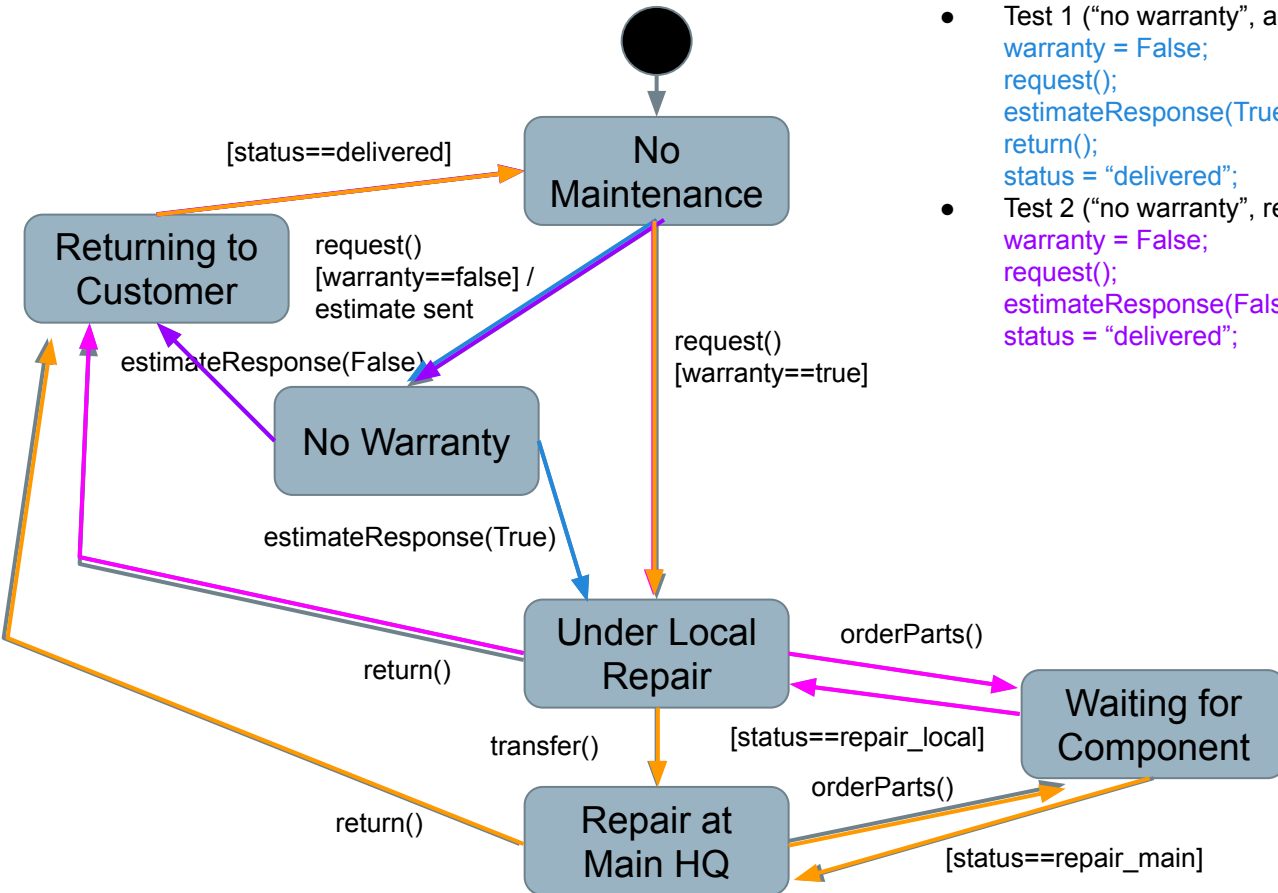 ● Test 1 (“no warranty”, a
warranty = False;
request();
estimateResponse(True
return();
status = “delivered”;
● Test 2 (“no warranty”, re
warranty = False;
request();
estimateResponse(Fals
status = “delivered”;
No
Maintenance
[status==delivered]
Returning to
Customer
request()
[warranty==false] /
estimate sent
request()
[warranty==true]
estimateResponse(False)
No Warranty
estimateResponse(True)
Under Local
Repair
orderParts()
return()
Waiting for
Component
[status==repair_local]
transfer()
orderParts()
return()
Repair at
Main HQ
[status==repair_main]